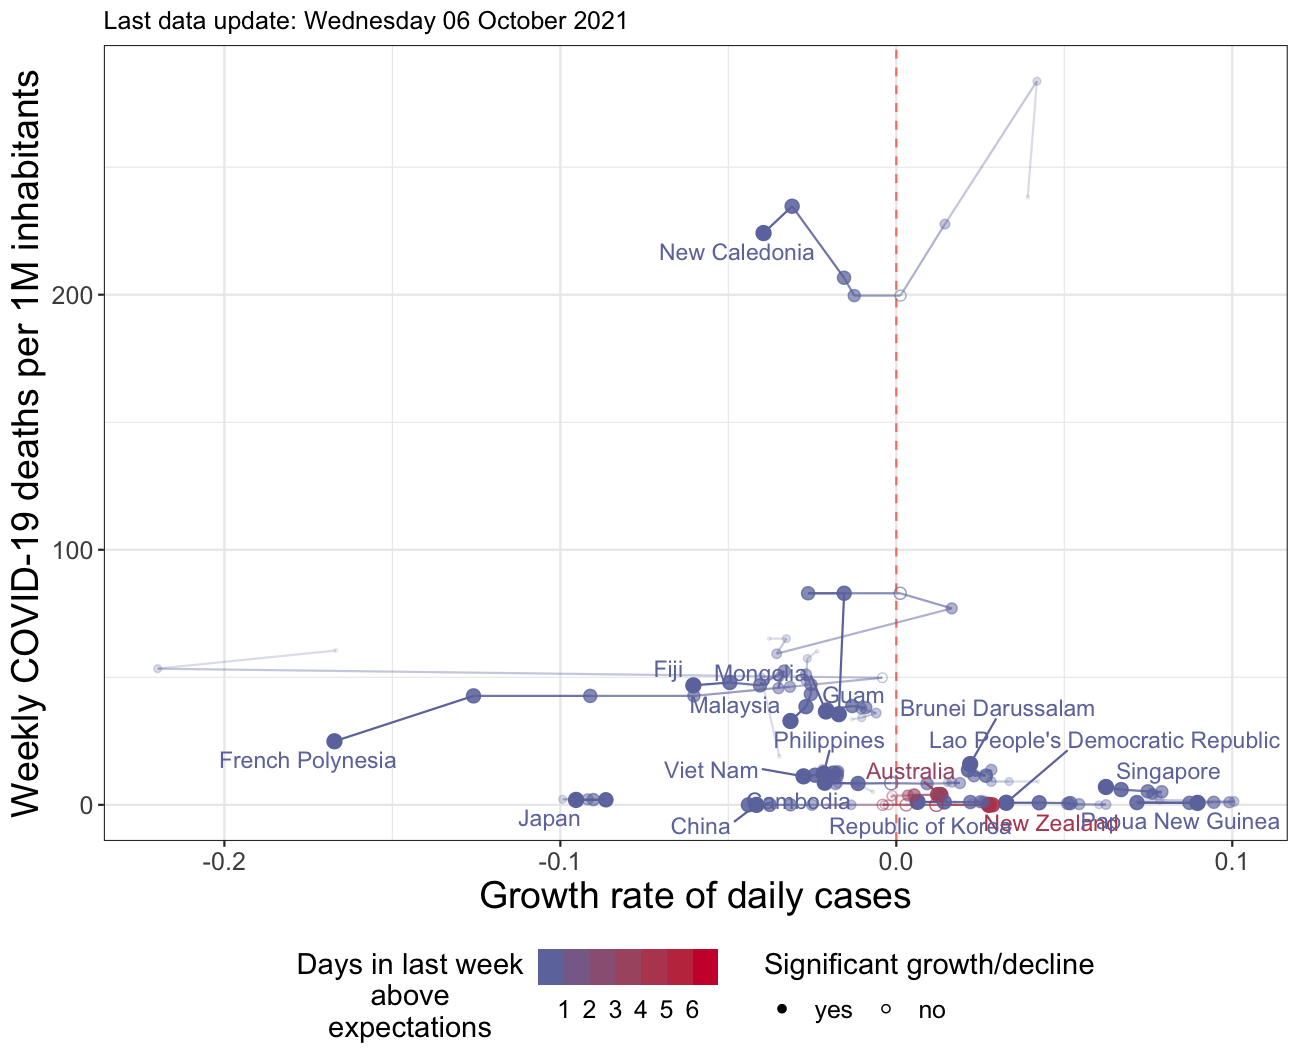 Last data update: Wednesday 06 October 2021
Weekly COVID-19 deaths per 1M inhabitants
200
100
0
New Caledonia
Fiji
Mongolia
Malaysia
Guam
Brunei Darussalam
Philippines
Lao People's Democratic Republic
French Polynesia
Viet Nam
Australia
Singapore
Cambodia
Japan
China
Republic of Korea
New Zealand
Papua New Guinea
-0.2
-0.1
0.0
0.1
Growth rate of daily cases
Days in last week
above
expectations
1 2 3 4 5 6
Significant growth/decline
yes
no